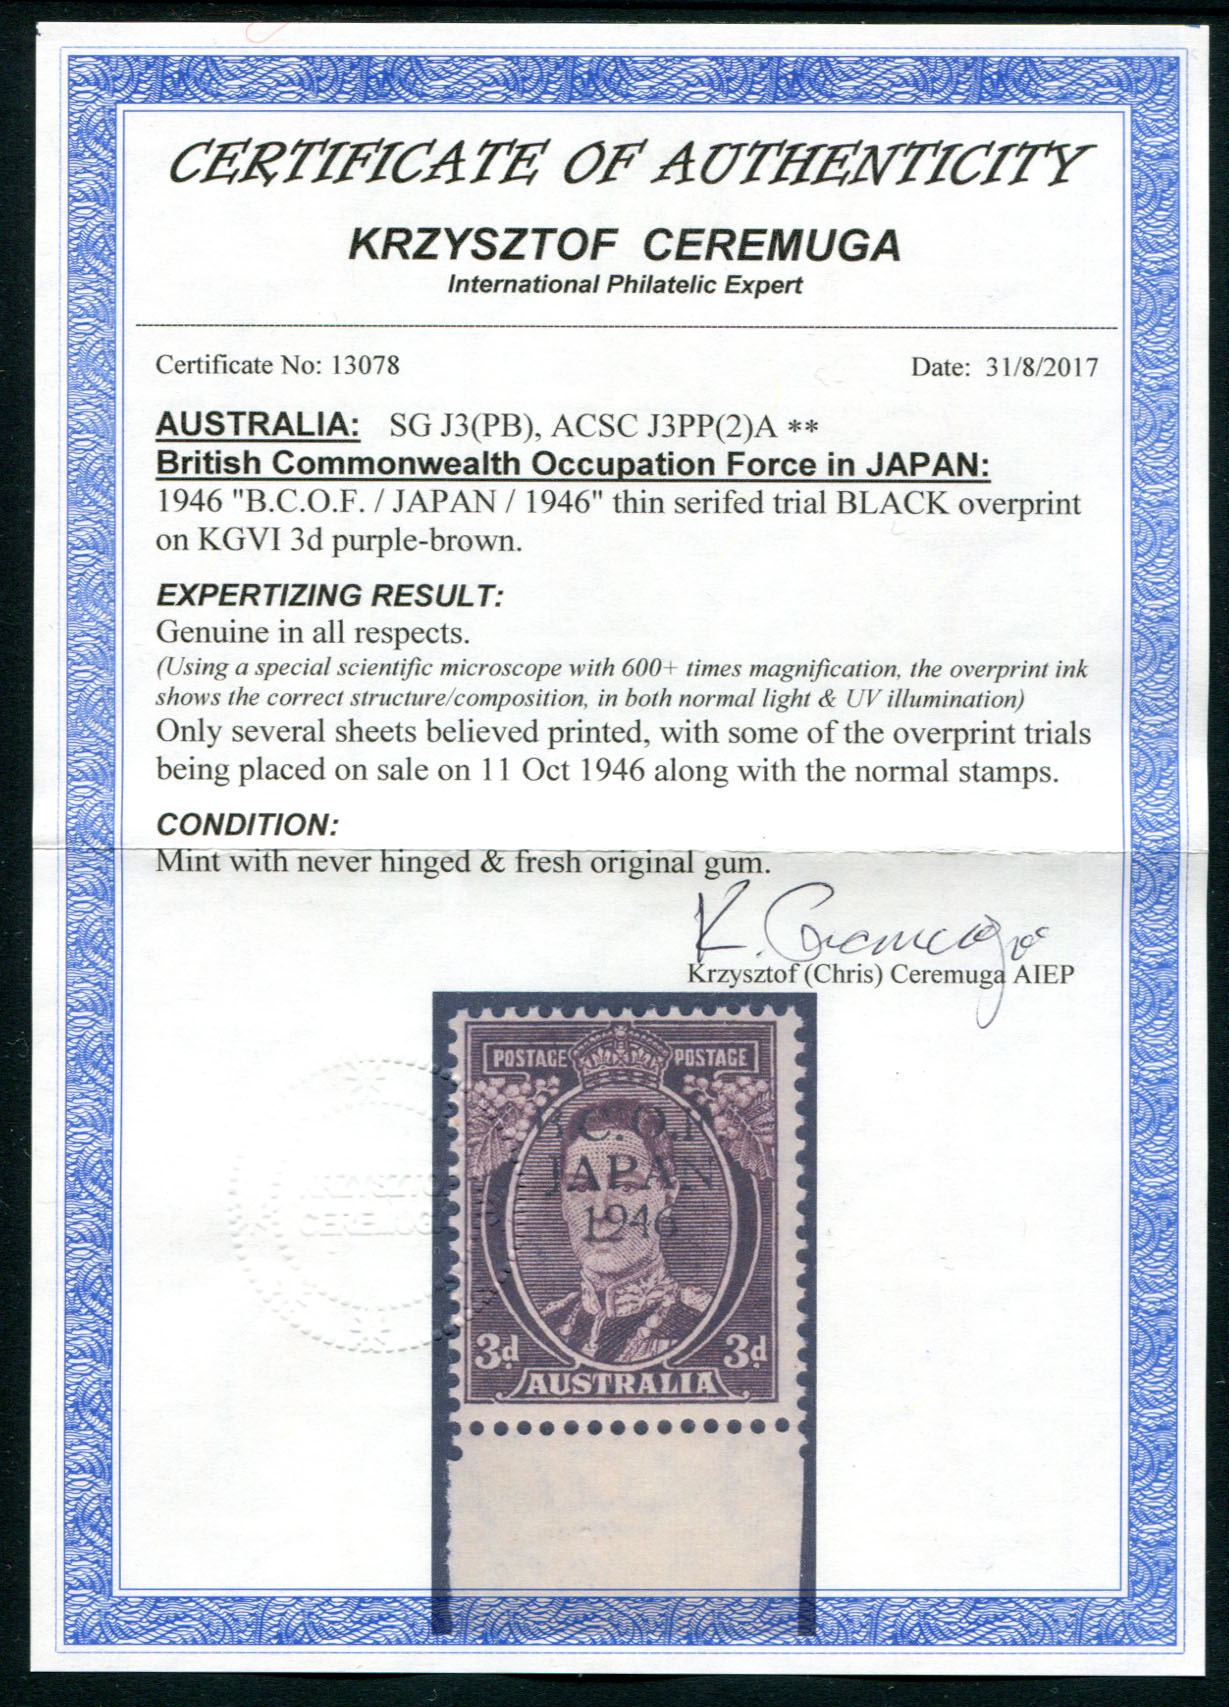 CERTIFICATE OF AUTHENTICITY
KRZYSZTOF CEREMUGA
International Philatelic Expert
Certificate No: 13078 Date: 31/8/2017
AUSTRALIA: SG J3(PB), ACSC J3PP(2)A **
British Commonwealth Occupation Force in JAPAN:
1946 "B.C.O.F. / JAPAN / 1946" thin serifed trial BLACK overprint
on KGVI 3d purple-brown.
EXPERTIZING RESULT:
Genuine in all respects.
(Using a special scientific microscope with 600+ times magnification, the overprint ink
shows the correct structure/composition, in both normal light & UV illumination)
Only several sheets believed printed, with some of the overprint trials
being placed on sale on 11 Oct 1946 along with the normal stamps.
CONDITION:
Mint with never hinged & fresh original gum.
K. Ceremuga
Krzysztof (Chris) Ceremuga AIEP
POSTAGE POSTAGE
B.C.O.F.
JAPAN
1946
KRZYSZTOF
CEREMUGA
3d 3d
AUSTRALIA